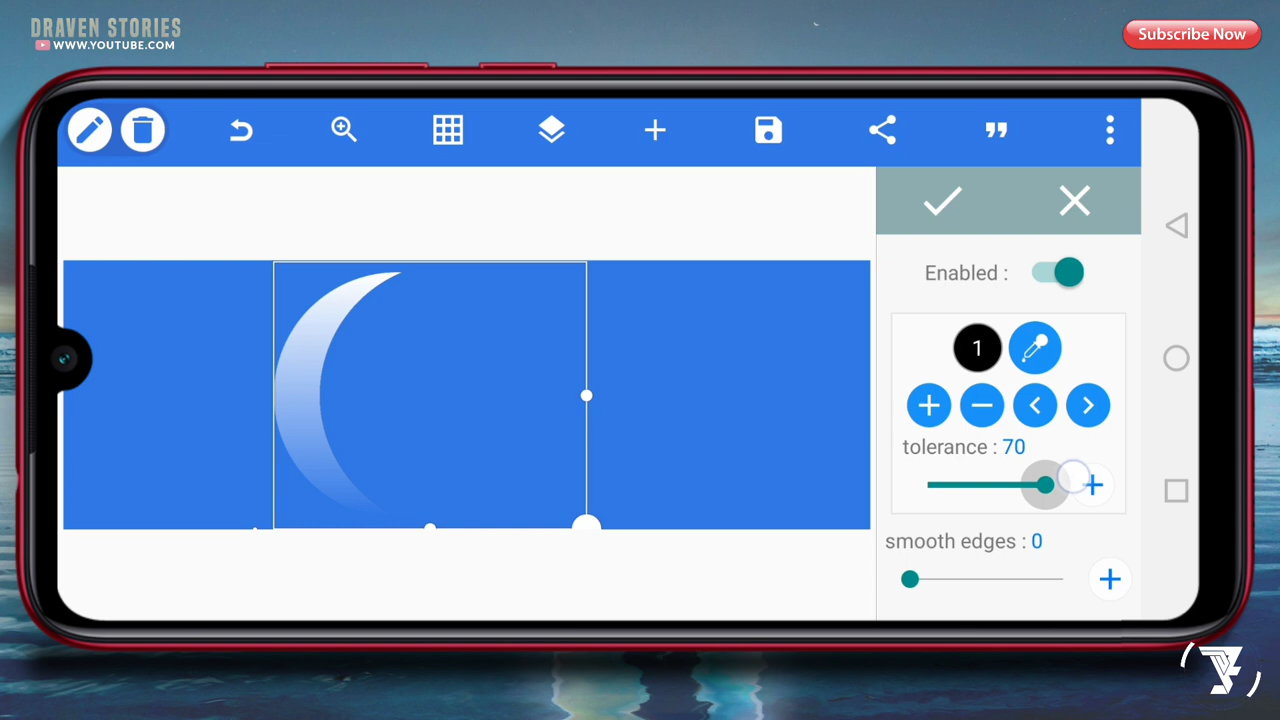 DRAVEN STORIES
WWW.YOUTUBE.COM
Subscribe Now
Enabled :
1
tolerance : 70
smooth edges : 0